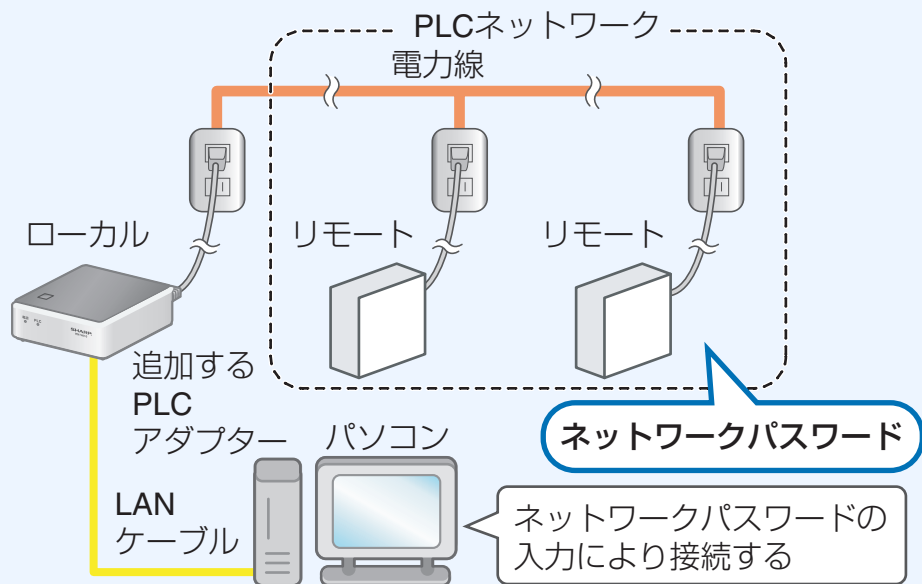 PLCネットワーク
電力線
ローカル
リモート
リモート
PLC
SHARP
追加する
PLC
アダプター
パソコン
ネットワークパスワード
LAN
ケーブル
ネットワークパスワードの
入力により接続する